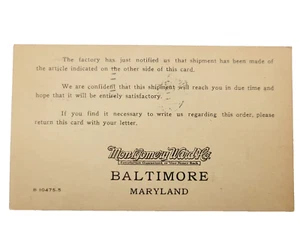 The factory has just notified us that shipment has been made of
the article indicated on the other side of this card.
We are confident that this shipment will reach you in due time and
hope that it will be entirely satisfactory.
If you find it necessary to write us regarding this order, please
return this card with your letter.
Montgomery Ward & Co.
BALTIMORE
MARYLAND